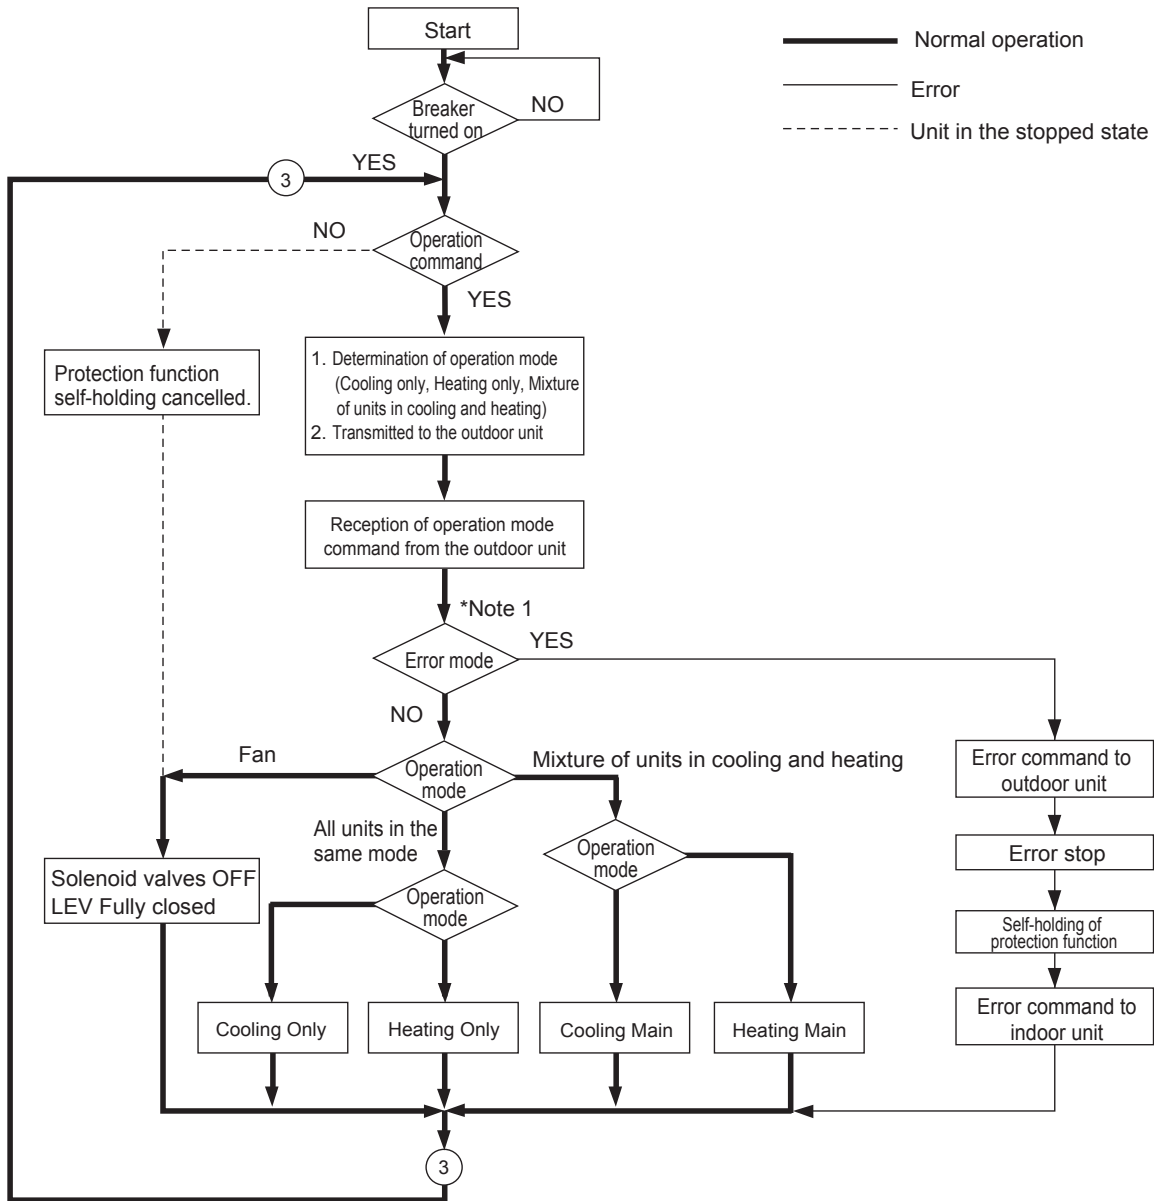 Start
Normal operation
Error
Unit in the stopped state
Breaker
turned on
NO
YES
3
NO
Operation
command
YES
Protection function
self-holding cancelled.
1. Determination of operation mode
(Cooling only, Heating only, Mixture
of units in cooling and heating)
2. Transmitted to the outdoor unit
Reception of operation mode
command from the outdoor unit
*Note 1
Error mode
YES
NO
Fan
Operation
mode
Mixture of units in cooling and heating
Error command to
outdoor unit
All units in the
same mode
Operation
mode
Error stop
Solenoid valves OFF
LEV Fully closed
Operation
mode
Self-holding of
protection function
Cooling Only
Heating Only
Cooling Main
Heating Main
Error command to
indoor unit
3